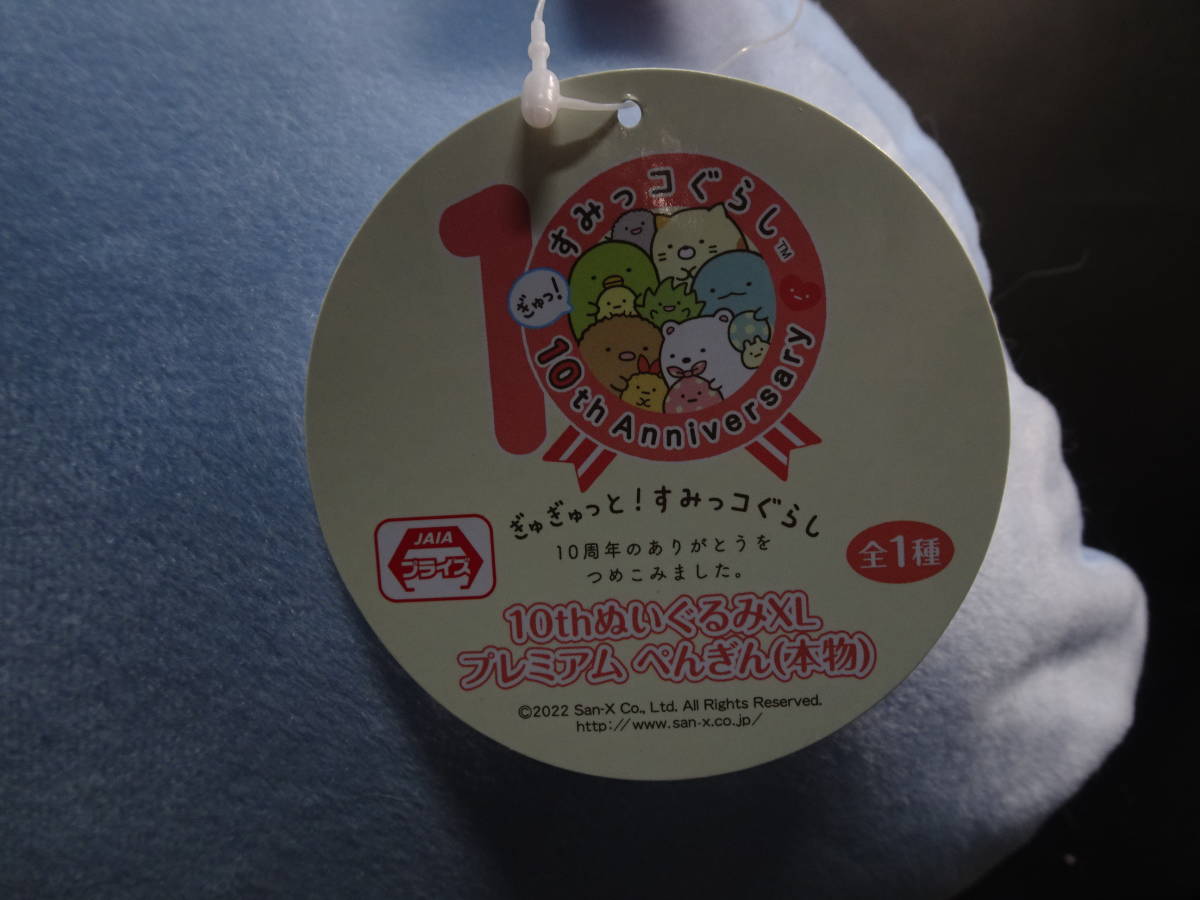 すみっコぐらし™
ぎゅっ!
10th Anniversary
ぎゅぎゅっと!すみっコぐらし
10周年のありがとうを
つめこみました。
JAIA
プライズ
全1種
10thぬいぐるみXL
プレミアム ぺんぎん(本物)
©2022 San-X Co., Ltd. All Rights Reserved.
http://www.san-x.co.jp/